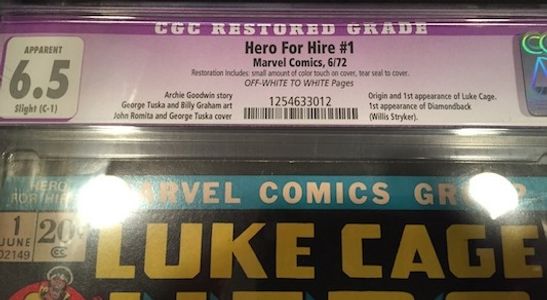 CGC RESTORED GRADE
APPARENT
6.5
Slight (C-1)
Hero For Hire #1
Marvel Comics, 6/72
Restoration includes: small amount of color touch on cover, tear seal to cover.
OFF-WHITE TO WHITE Pages
Archie Goodwin story
George Tuska and Billy Graham art
John Romita and George Tuska cover
1254633012
Origin and 1st appearance of Luke Cage.
1st appearance of Diamondback
(Willis Stryker).
HERO
FOR HIRE
1
JUNE
02149
20¢
MARVEL COMICS GROUP
LUKE CAGE